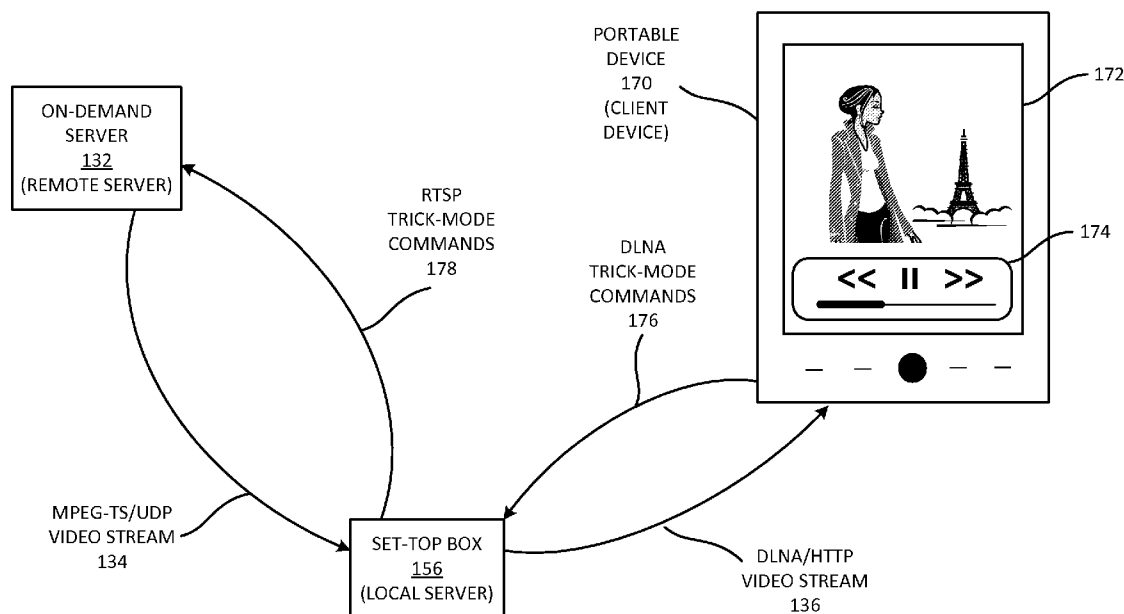 ON-DEMAND
SERVER
132
(REMOTE SERVER)
RTSP
TRICK-MODE
COMMANDS
178
DLNA
TRICK-MODE
COMMANDS
176
PORTABLE
DEVICE
170
(CLIENT
DEVICE)
172
174
<< II >>
MPEG-TS/UDP
VIDEO STREAM
134
SET-TOP BOX
156
(LOCAL SERVER)
DLNA/HTTP
VIDEO STREAM
136